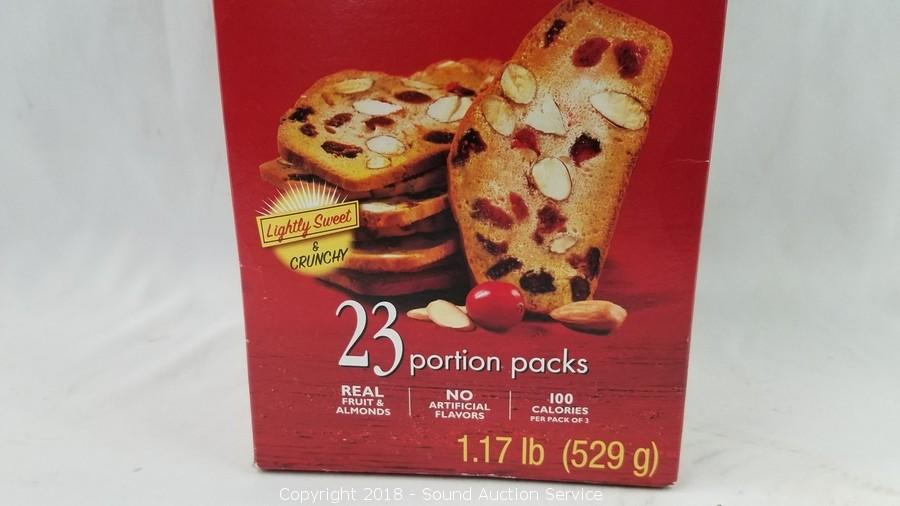 Lightly Sweet
&
CRUNCHY
23 portion packs
REAL
FRUIT &
ALMONDS
NO
ARTIFICIAL
FLAVORS
100
CALORIES
PER PACK OF 3
1.17 lb (529 g)
Copyright 2018 - Sound Auction Service